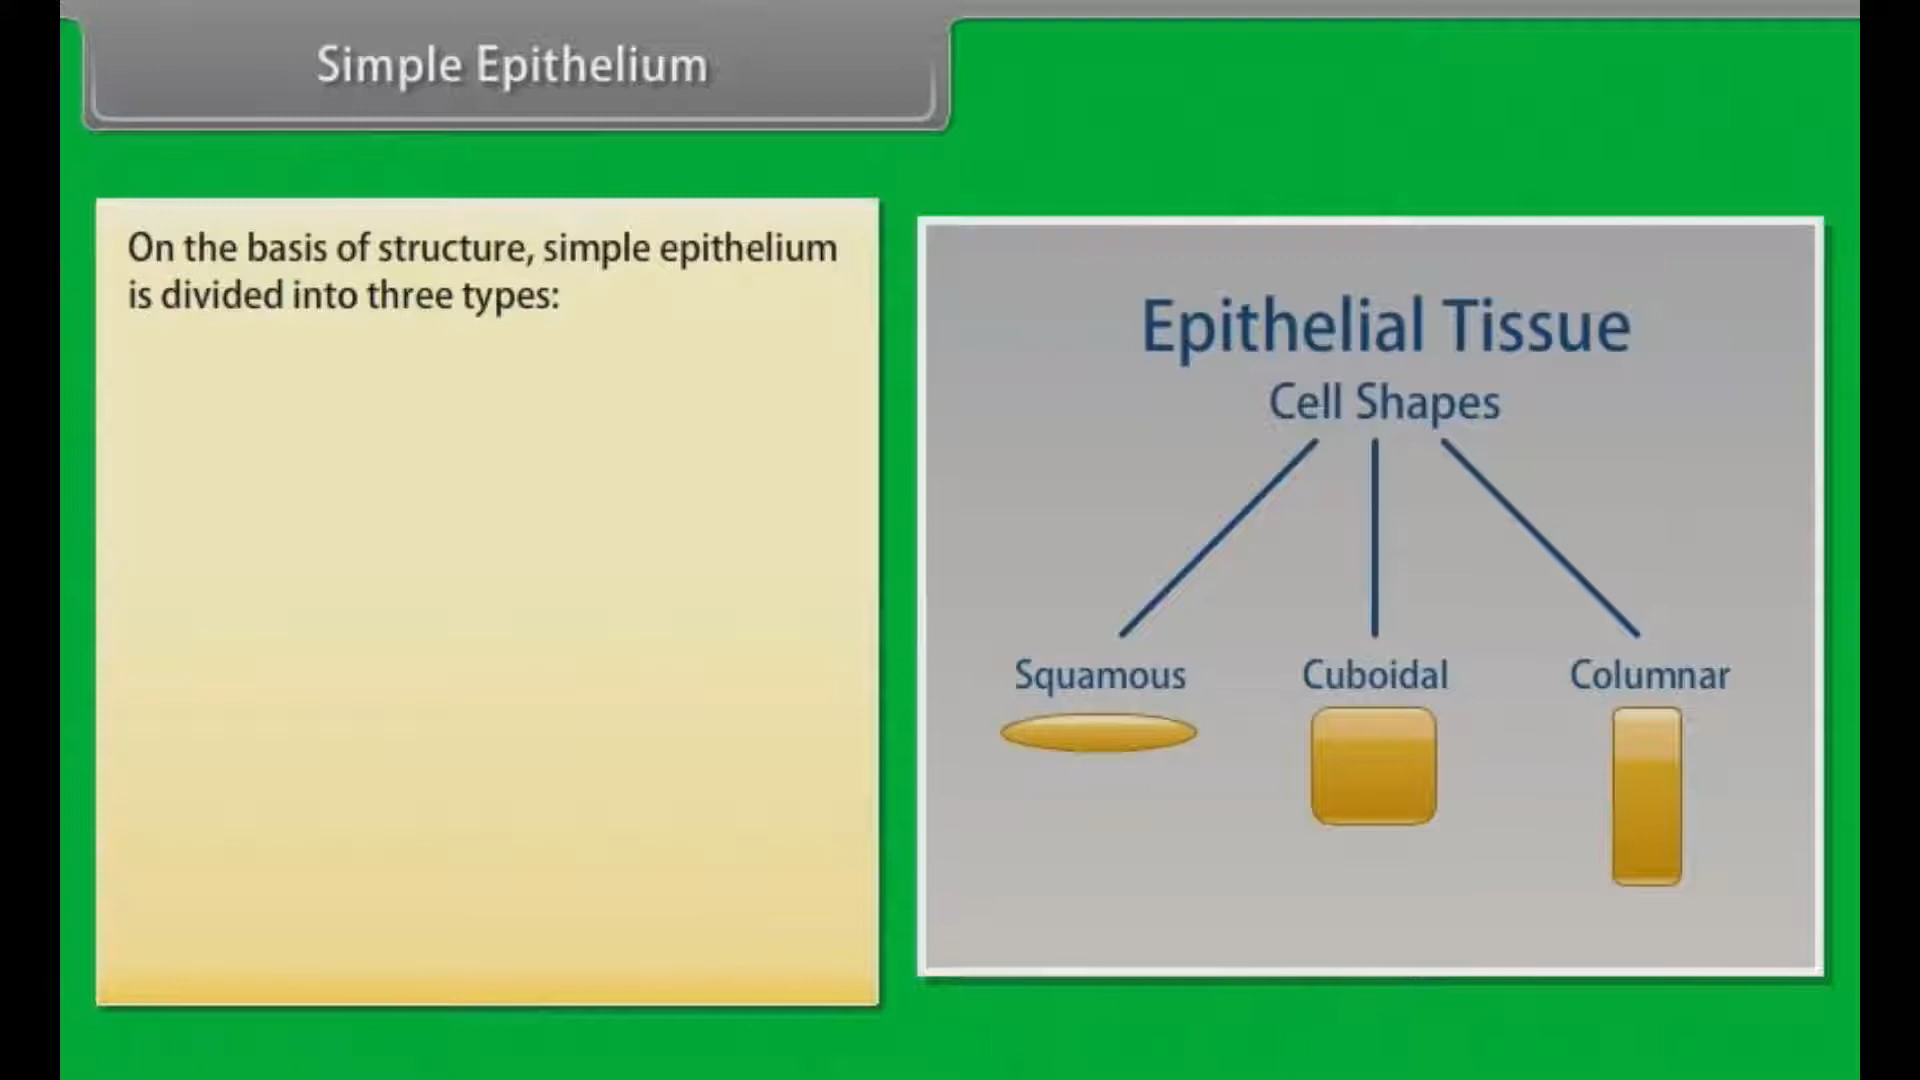 Simple Epithelium
On the basis of structure, simple epithelium
is divided into three types:
Epithelial Tissue
Cell Shapes
Squamous
Cuboidal
Columnar